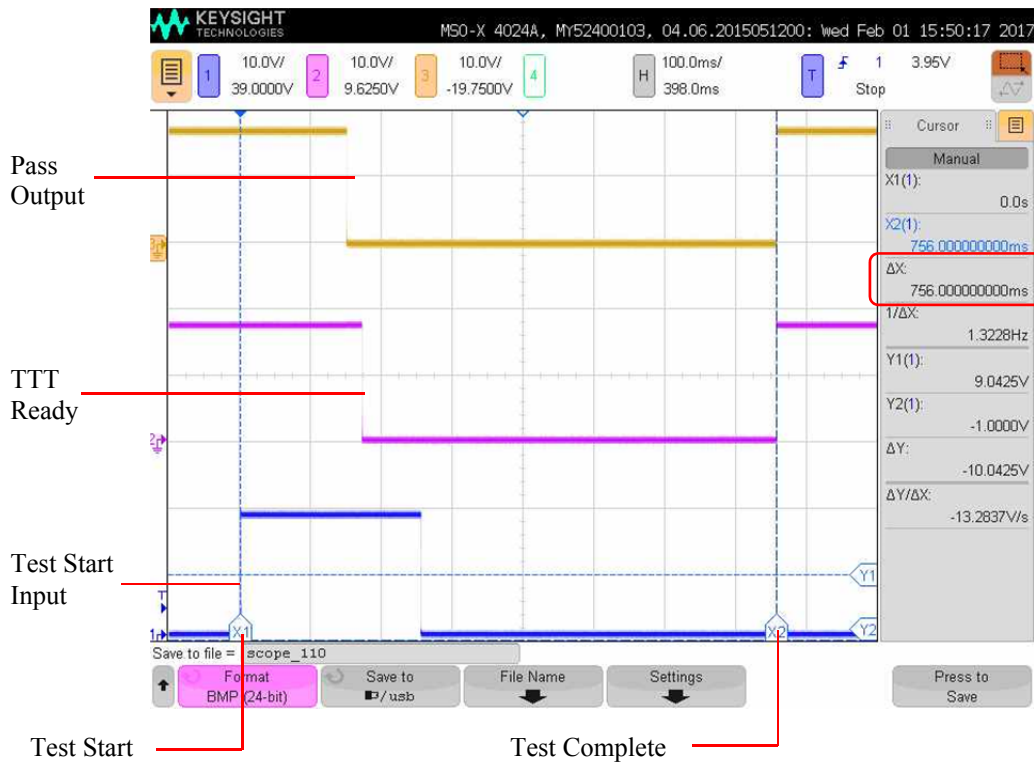 KEYSIGHT
TECHNOLOGIES
MSO-X 4024A, MY52400103, 04.06.2015051200: Wed Feb 01 15:50:17 2017
1 10.0V/ 39.0000V
2 10.0V/ 9.6250V
3 10.0V/ -19.7500V
4
H 100.0ms/ 398.0ms
T 1 3.95V
Stop
Cursor
Manual
X1(1):
0.0s
X2(1):
756.000000000ms
ΔX:
756.000000000ms
1/ΔX:
1.3228Hz
Y1(1):
9.0425V
Y2(1):
-1.0000V
ΔY:
-10.0425V
ΔY/ΔX:
-13.2837V/s
Pass
Output
3
TTT
Ready
2
Test Start
Input
T
1
Y1
X1
X2
Y2
Save to file = scope_110
Format
BMP (24-bit)
Save to
/usb
File Name
Settings
Press to
Save
Test Start
Test Complete